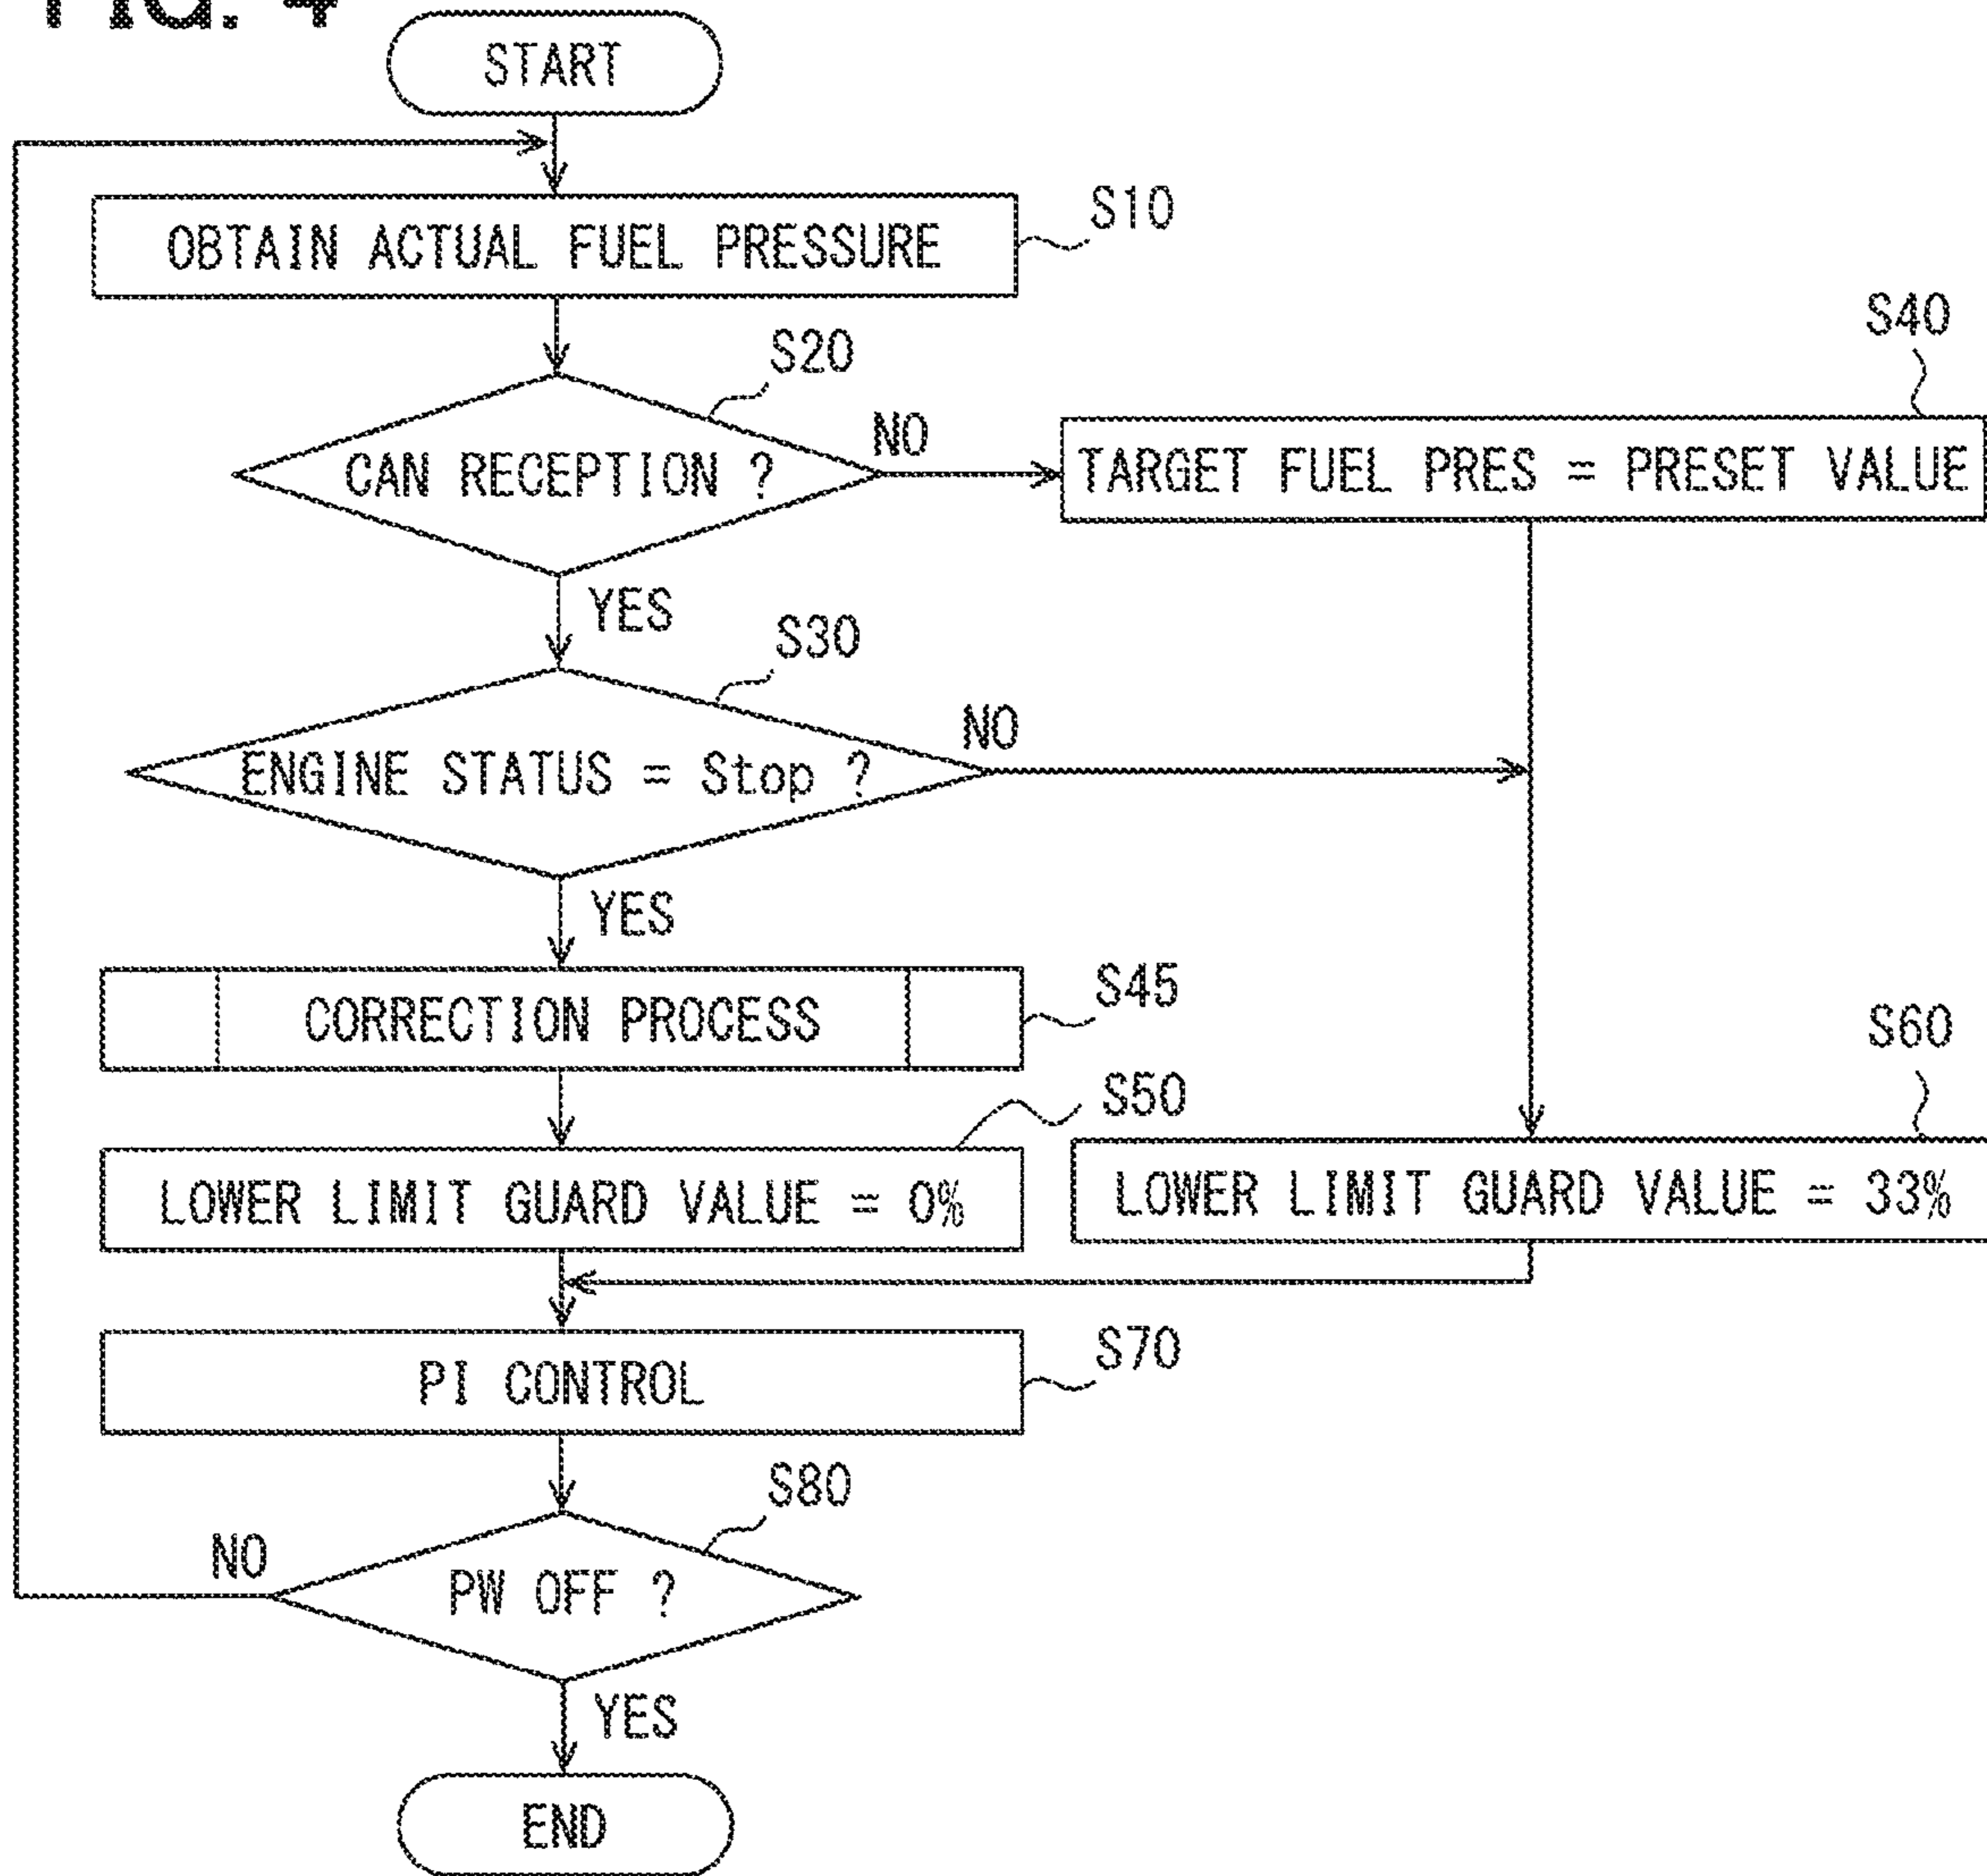 FIG. 4
START
OBTAIN ACTUAL FUEL PRESSURE
S10
S20
CAN RECEPTION ?
NO
S40
TARGET FUEL PRES = PRESET VALUE
YES
S30
ENGINE STATUS = Stop ?
NO
YES
CORRECTION PROCESS
S45
S50
LOWER LIMIT GUARD VALUE = 0%
S60
LOWER LIMIT GUARD VALUE = 33%
PI CONTROL
S70
S80
PW OFF ?
NO
YES
END